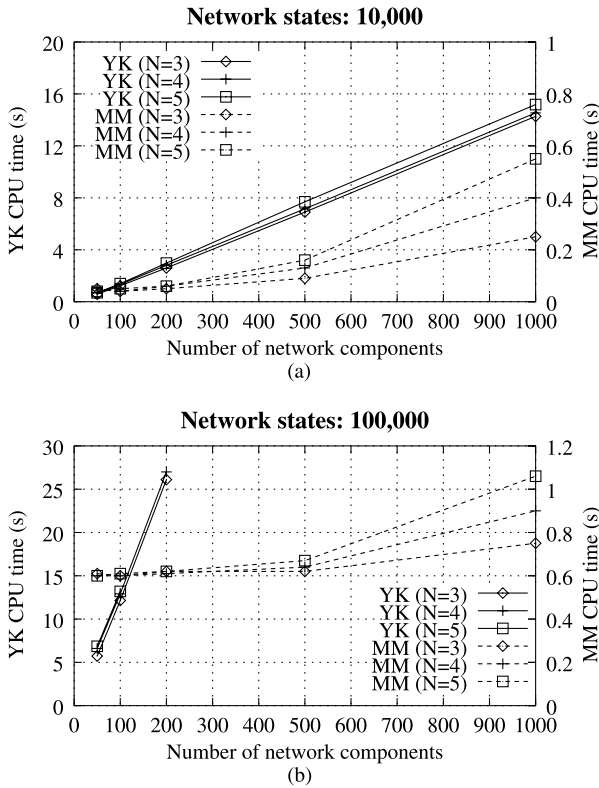 Network states: 10,000
20
16
12
8
4
0
YK CPU time (s)
YK (N=3)
YK (N=4)
YK (N=5)
MM (N=3)
MM (N=4)
MM (N=5)
1
0.8
0.6
0.4
0.2
0
MM CPU time (s)
0 100 200 300 400 500 600 700 800 900 1000
Number of network components
(a)
Network states: 100,000
30
25
20
15
10
5
0
YK CPU time (s)
YK (N=3)
YK (N=4)
YK (N=5)
MM (N=3)
MM (N=4)
MM (N=5)
1.2
1
0.8
0.6
0.4
0.2
0
MM CPU time (s)
0 100 200 300 400 500 600 700 800 900 1000
Number of network components
(b)